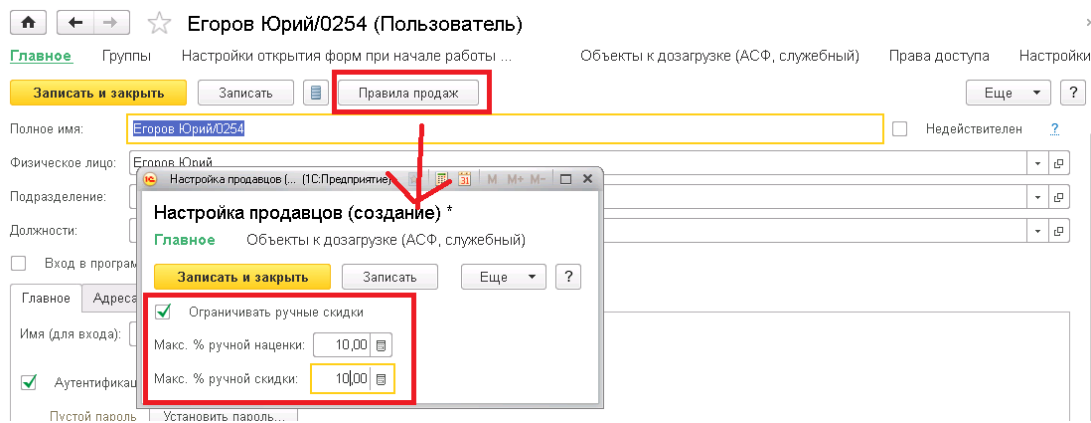 Егоров Юрий/0254 (Пользователь)
Главное Группы Настройки открытия форм при начале работы ... Объекты к дозагрузке (АСФ, служебный) Права доступа Настройки
Записать и закрыть Записать Правила продаж Еще ?
Полное имя: Егоров Юрий/0254 Недействителен ?
Физическое лицо: Егоров Юрий
Настройка продавцов (... (1С:Предприятие) 31 M M+ M-
Подразделение:
Настройка продавцов (создание) *
Должности:
Главное Объекты к дозагрузке (АСФ, служебный)
Вход в програм
Записать и закрыть Записать Еще ?
Главное Адреса
Ограничивать ручные скидки
Имя (для входа):
Макс. % ручной наценки: 10,00
Макс. % ручной скидки: 10,00
Аутентификац
Пустой пароль Установить пароль...